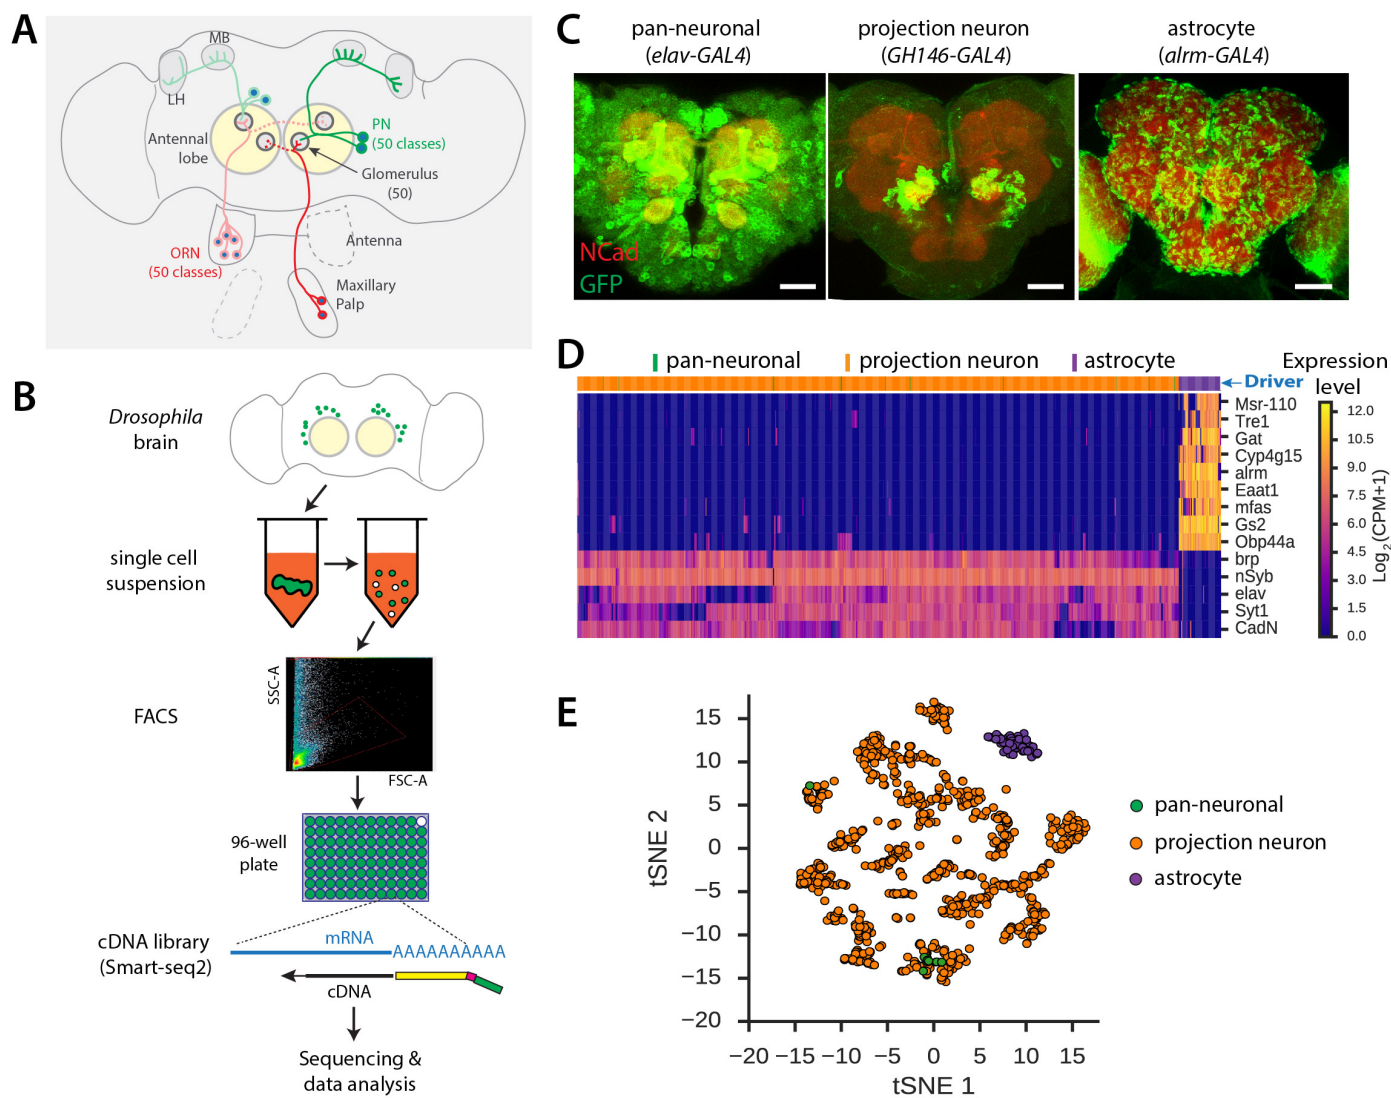 A
MB
LH
Antennal
lobe
PN
(50 classes)
Glomerulus
(50)
Antenna
ORN
(50 classes)
Maxillary
Palp
B
Drosophila
brain
single cell
suspension
FACS
SSC-A
FSC-A
96-well
plate
cDNA library
(Smart-seq2)
mRNA
AAAAAAAAAA
cDNA
Sequencing &
data analysis
C
pan-neuronal
(elav-GAL4)
projection neuron
(GH146-GAL4)
astrocyte
(alrm-GAL4)
NCad
GFP
D
pan-neuronal
projection neuron
astrocyte
Driver
Expression
level
Msr-110
Tre1
Gat
Cyp4g15
alrm
Eaat1
mfas
Gs2
Obp44a
brp
nSyb
elav
Syt1
CadN
12.0
10.5
9.0
7.5
6.0
4.5
3.0
1.5
0.0
Log2(CPM+1)
E
15
10
5
0
−5
−10
−15
−20
tSNE 2
−20 −15 −10 −5 0 5 10 15
tSNE 1
pan-neuronal
projection neuron
astrocyte